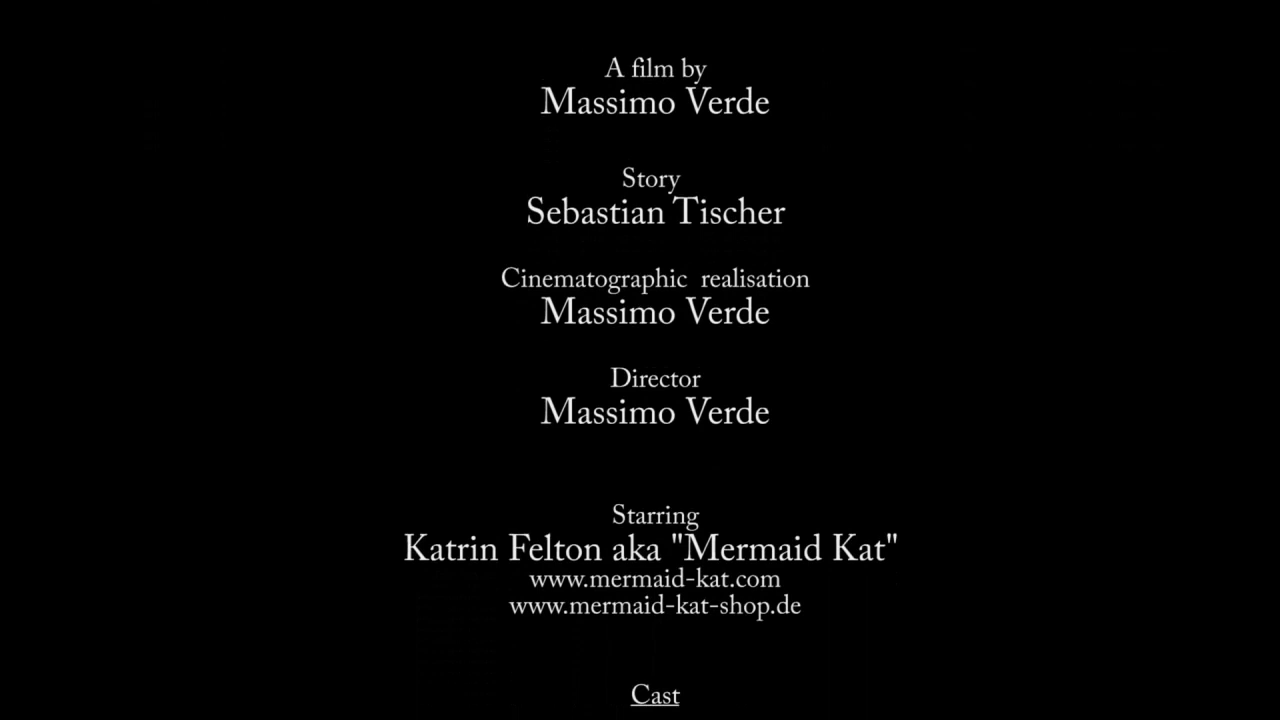 A film by
Massimo Verde
Story
Sebastian Tischer
Cinematographic realisation
Massimo Verde
Director
Massimo Verde
Starring
Katrin Felton aka "Mermaid Kat"
www.mermaid-kat.com
www.mermaid-kat-shop.de
Cast